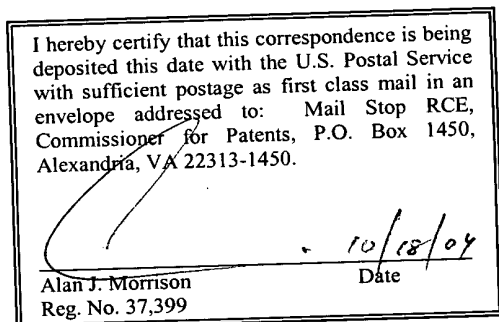 I hereby certify that this correspondence is being
deposited this date with the U.S. Postal Service
with sufficient postage as first class mail in an
envelope addressed to: Mail Stop RCE,
Commissioner for Patents, P.O. Box 1450,
Alexandria, VA 22313-1450.
10/18/04
Alan J. Morrison Date
Reg. No. 37,399